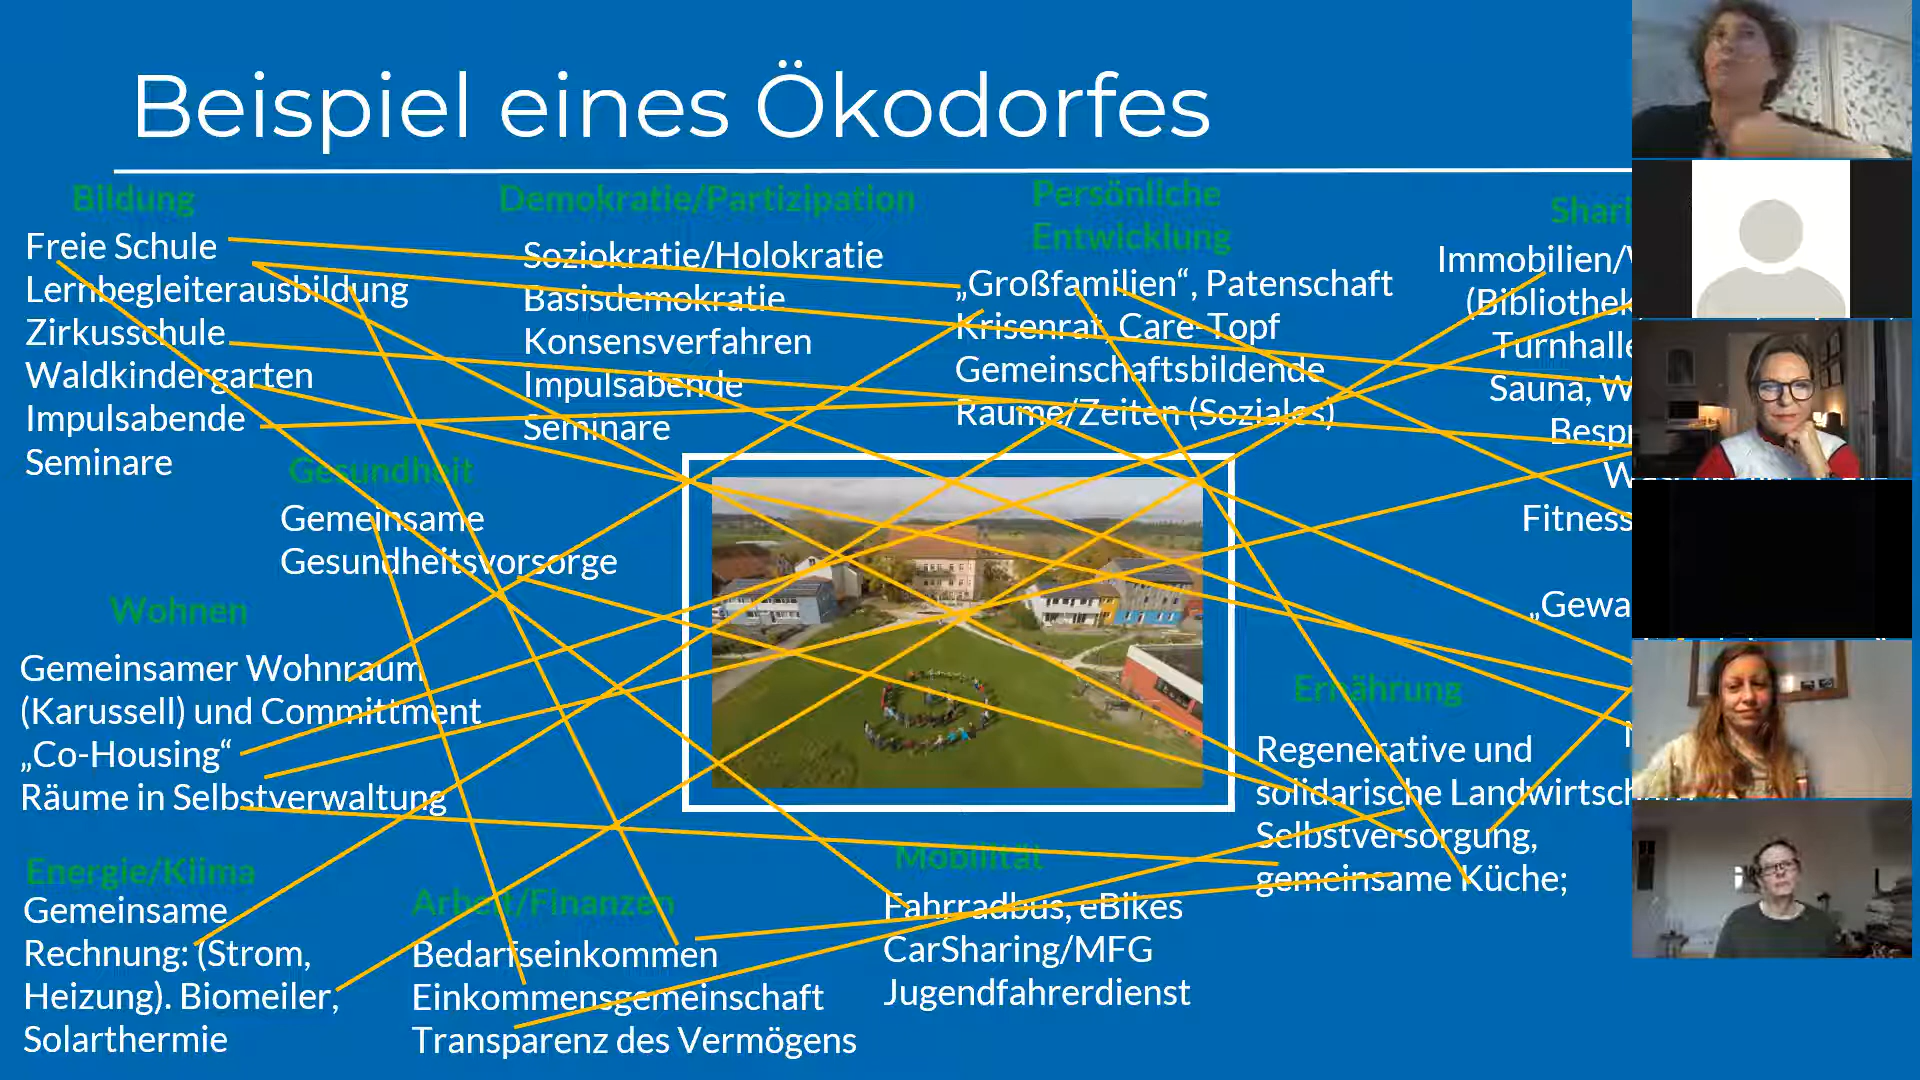 Beispiel eines Ökodorfes
Bildung
Freie Schule
Lernbegleiterausbildung
Zirkusschule
Waldkindergarten
Impulsabende
Seminare
Demokratie/Partizipation
Soziokratie/Holokratie
Basisdemokratie
Konsensverfahren
Impulsabende
Seminare
Persönliche
Entwicklung
„Großfamilien“, Patenschaft
Krisenrat, Care-Topf
Gemeinschaftsbildende
Räume/Zeiten (Soziales)
Shari
Immobilien/
(Bibliothek
Turnhalle
Sauna, W
Bespr
W
Fitness
„Gewa
Gesundheit
Gemeinsame
Gesundheitsvorsorge
Wohnen
Gemeinsamer Wohnraum
(Karussell) und Committment
„Co-Housing“
Räume in Selbstverwaltung
Ernährung
Regenerative und
solidarische Landwirtsch
Selbstversorgung,
gemeinsame Küche;
Energie/Klima
Gemeinsame
Rechnung: (Strom,
Heizung). Biomeiler,
Solarthermie
Arbeit/Finanzen
Bedarfseinkommen
Einkommensgemeinschaft
Transparenz des Vermögens
Mobilität
Fahrradbus, eBikes
CarSharing/MFG
Jugendfahrerdienst